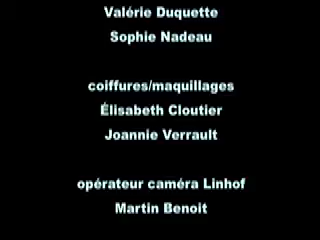 Valérie Duquette
Sophie Nadeau
coiffures/maquillages
Élisabeth Cloutier
Joannie Verrault
opérateur caméra Linhof
Martin Benoit